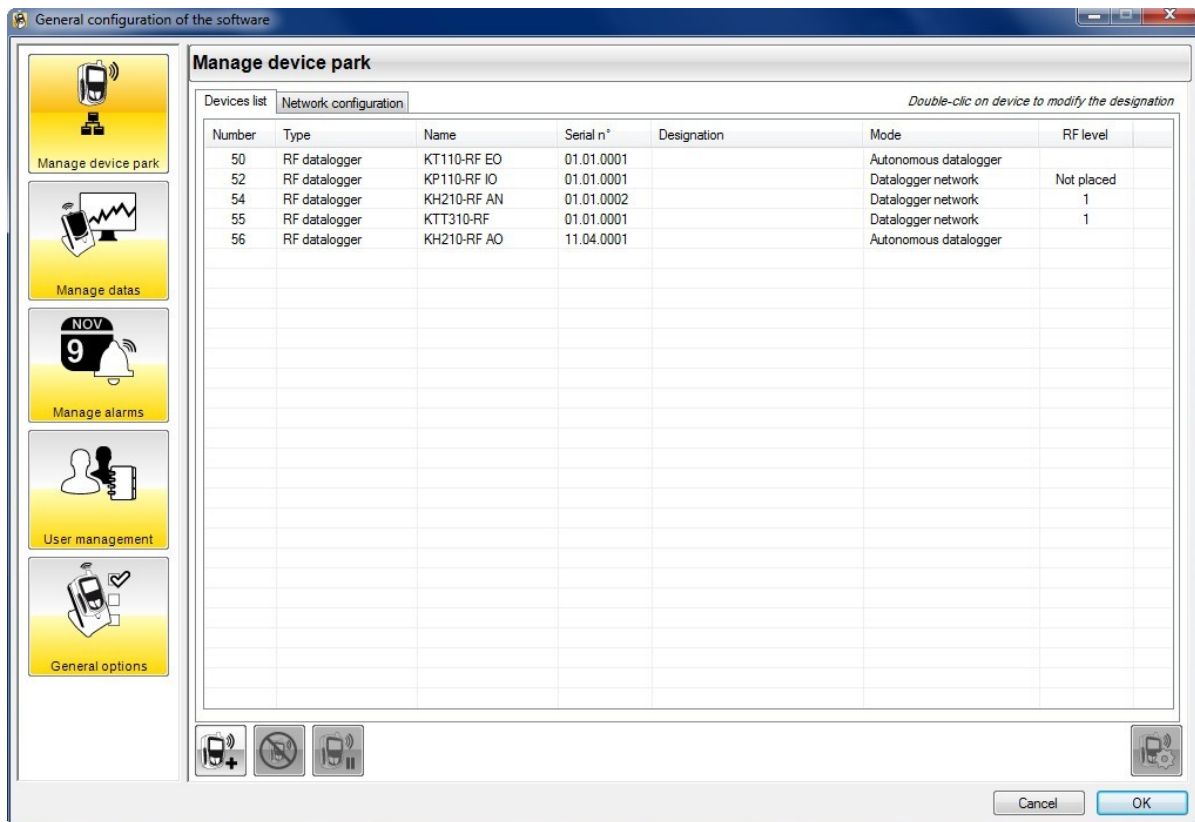 General configuration of the software
Manage device park
Manage datas
NOV
9
Manage alarms
User management
General options
Manage device park
Devices list Network configuration Double-clic on device to modify the designation
Number Type Name Serial n° Designation Mode RF level
50 RF datalogger KT110-RF EO 01.01.0001 Autonomous datalogger
52 RF datalogger KP110-RF IO 01.01.0001 Datalogger network Not placed
54 RF datalogger KH210-RF AN 01.01.0002 Datalogger network 1
55 RF datalogger KTT310-RF 01.01.0001 Datalogger network 1
56 RF datalogger KH210-RF AO 11.04.0001 Autonomous datalogger
Cancel OK